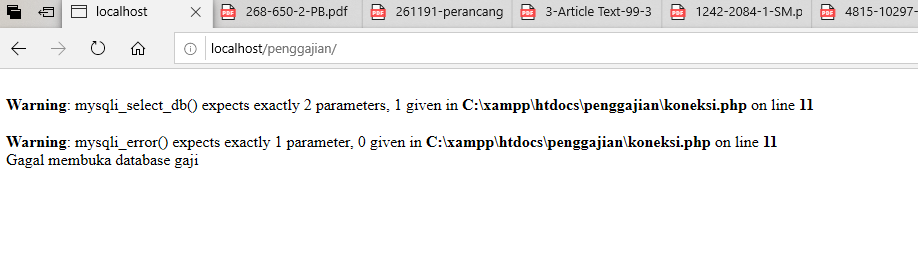 localhost
268-650-2-PB.pdf
261191-perancang
3-Article Text-99-3
1242-2084-1-SM.p
4815-10297-
localhost/penggajian/
Warning: mysqli_select_db() expects exactly 2 parameters, 1 given in C:\xampp\htdocs\penggajian\koneksi.php on line 11
Warning: mysqli_error() expects exactly 1 parameter, 0 given in C:\xampp\htdocs\penggajian\koneksi.php on line 11
Gagal membuka database gaji